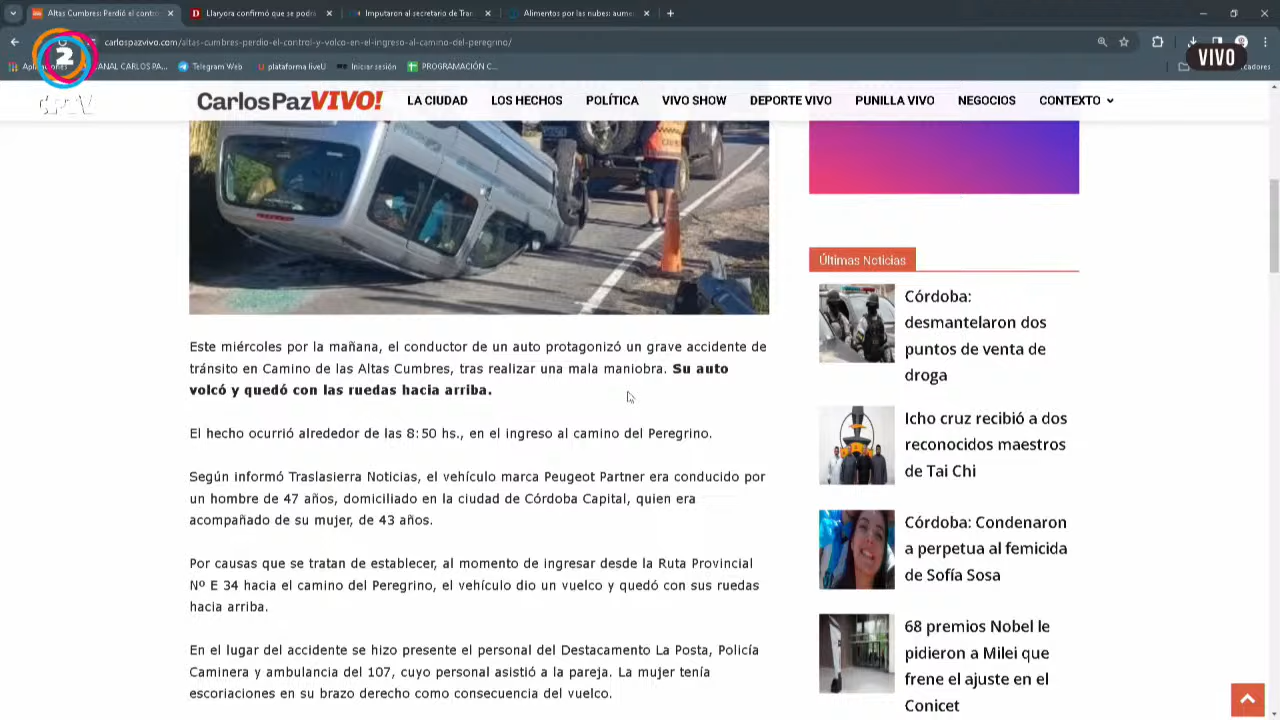 Altas Cumbres: Perdió el contro
Llaryora confirmó que se podrá
Imputaron al secretario de Tran
Alimentos por las nubes: aume
carlospazvivo.com/altas-cumbres-perdio-el-control-y-volco-en-el-ingreso-al-camino-del-peregrino/
2
VIVO
ANAL CARLOS PA...
Telegram Web
plataforma liveU
Iniciar sesión
PROGRAMACIÓN C...
CarlosPazVIVO!
LA CIUDAD
LOS HECHOS
POLÍTICA
VIVO SHOW
DEPORTE VIVO
PUNILLA VIVO
NEGOCIOS
CONTEXTO
Este miércoles por la mañana, el conductor de un auto protagonizó un grave accidente de
tránsito en Camino de las Altas Cumbres, tras realizar una mala maniobra. Su auto
volcó y quedó con las ruedas hacia arriba.
El hecho ocurrió alrededor de las 8:50 hs., en el ingreso al camino del Peregrino.
Según informó Traslasierra Noticias, el vehículo marca Peugeot Partner era conducido por
un hombre de 47 años, domiciliado en la ciudad de Córdoba Capital, quien era
acompañado de su mujer, de 43 años.
Por causas que se tratan de establecer, al momento de ingresar desde la Ruta Provincial
Nº E 34 hacia el camino del Peregrino, el vehículo dio un vuelco y quedó con sus ruedas
hacia arriba.
En el lugar del accidente se hizo presente el personal del Destacamento La Posta, Policía
Caminera y ambulancia del 107, cuyo personal asistió a la pareja. La mujer tenía
escoriaciones en su brazo derecho como consecuencia del vuelco.
Últimas Noticias
Córdoba:
desmantelaron dos
puntos de venta de
droga
Icho cruz recibió a dos
reconocidos maestros
de Tai Chi
Córdoba: Condenaron
a perpetua al femicida
de Sofía Sosa
68 premios Nobel le
pidieron a Milei que
frene el ajuste en el
Conicet